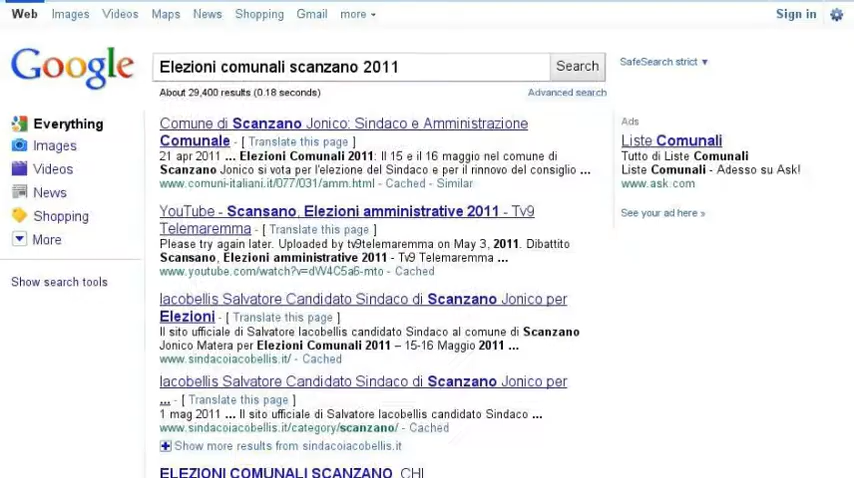 Web Images Videos Maps News Shopping Gmail more
Sign in
Google
Elezioni comunali scanzano 2011
Search
SafeSearch strict ▼
About 29,400 results (0.18 seconds)
Advanced search
Everything
Images
Videos
News
Shopping
More
Show search tools
Comune di Scanzano Jonico: Sindaco e Amministrazione
Comunale - [ Translate this page ]
21 apr 2011 ... Elezioni Comunali 2011: Il 15 e il 16 maggio nel comune di
Scanzano Jonico si vota per l'elezione del Sindaco e per il rinnovo del consiglio ...
www.comuni-italiani.it/077/031/amm.html - Cached - Similar
YouTube - Scansano, Elezioni amministrative 2011 - Tv9
Telemaremma - [ Translate this page ]
Please try again later. Uploaded by tv9telemaremma on May 3, 2011. Dibattito
Scansano, Elezioni amministrative 2011 - Tv9 Telemaremma ...
www.youtube.com/watch?v=dW4C5a6-mto - Cached
Iacobellis Salvatore Candidato Sindaco di Scanzano Jonico per
Elezioni - [ Translate this page ]
Il sito ufficiale di Salvatore Iacobellis candidato Sindaco al comune di Scanzano
Jonico Matera per Elezioni Comunali 2011 – 15-16 Maggio 2011 ...
www.sindacoiacobellis.it/ - Cached
Iacobellis Salvatore Candidato Sindaco di Scanzano Jonico per
... - [ Translate this page ]
1 mag 2011 ... Il sito ufficiale di Salvatore Iacobellis candidato Sindaco ...
www.sindacoiacobellis.it/category/scanzano/ - Cached
Show more results from sindacoiacobellis.it
ELEZIONI COMUNALI SCANZANO CHI
Ads
Liste Comunali
Tutto di Liste Comunali
Liste Comunali - Adesso su Ask!
www.ask.com
See your ad here »